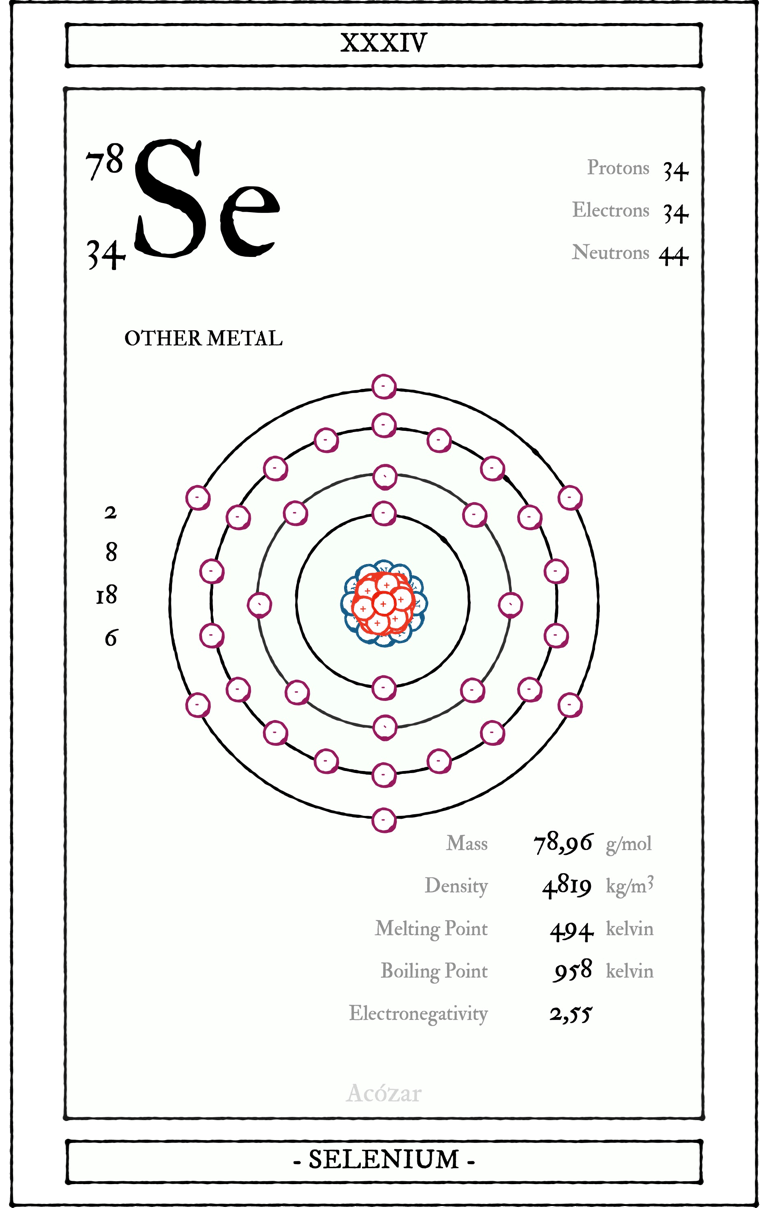 XXXIV
78
Se
34
Protons 34
Electrons 34
Neutrons 44
OTHER METAL
2
8
18
6
Mass 78,96 g/mol
Density 4819 kg/m³
Melting Point 494 kelvin
Boiling Point 958 kelvin
Electronegativity 2,55
Acózar
- SELENIUM -